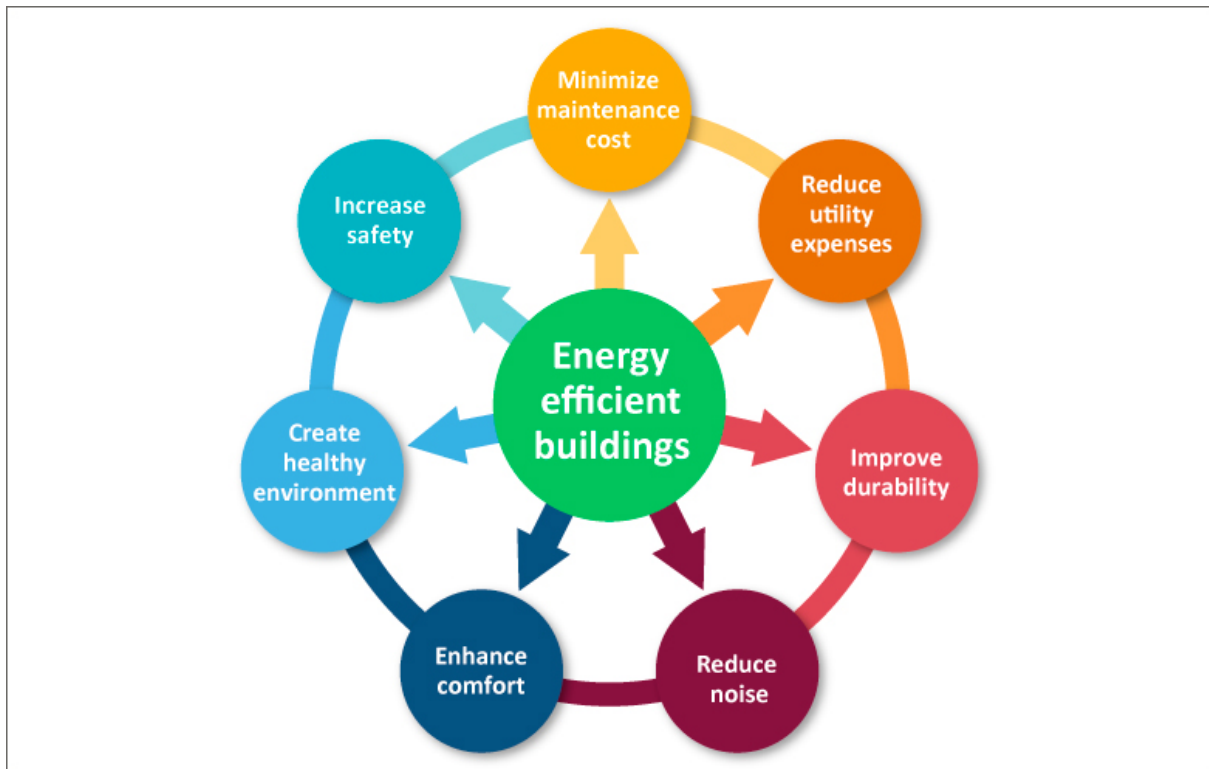 Minimize
maintenance
cost
Reduce
utility
expenses
Improve
durability
Reduce
noise
Enhance
comfort
Create
healthy
environment
Increase
safety
Energy
efficient
buildings